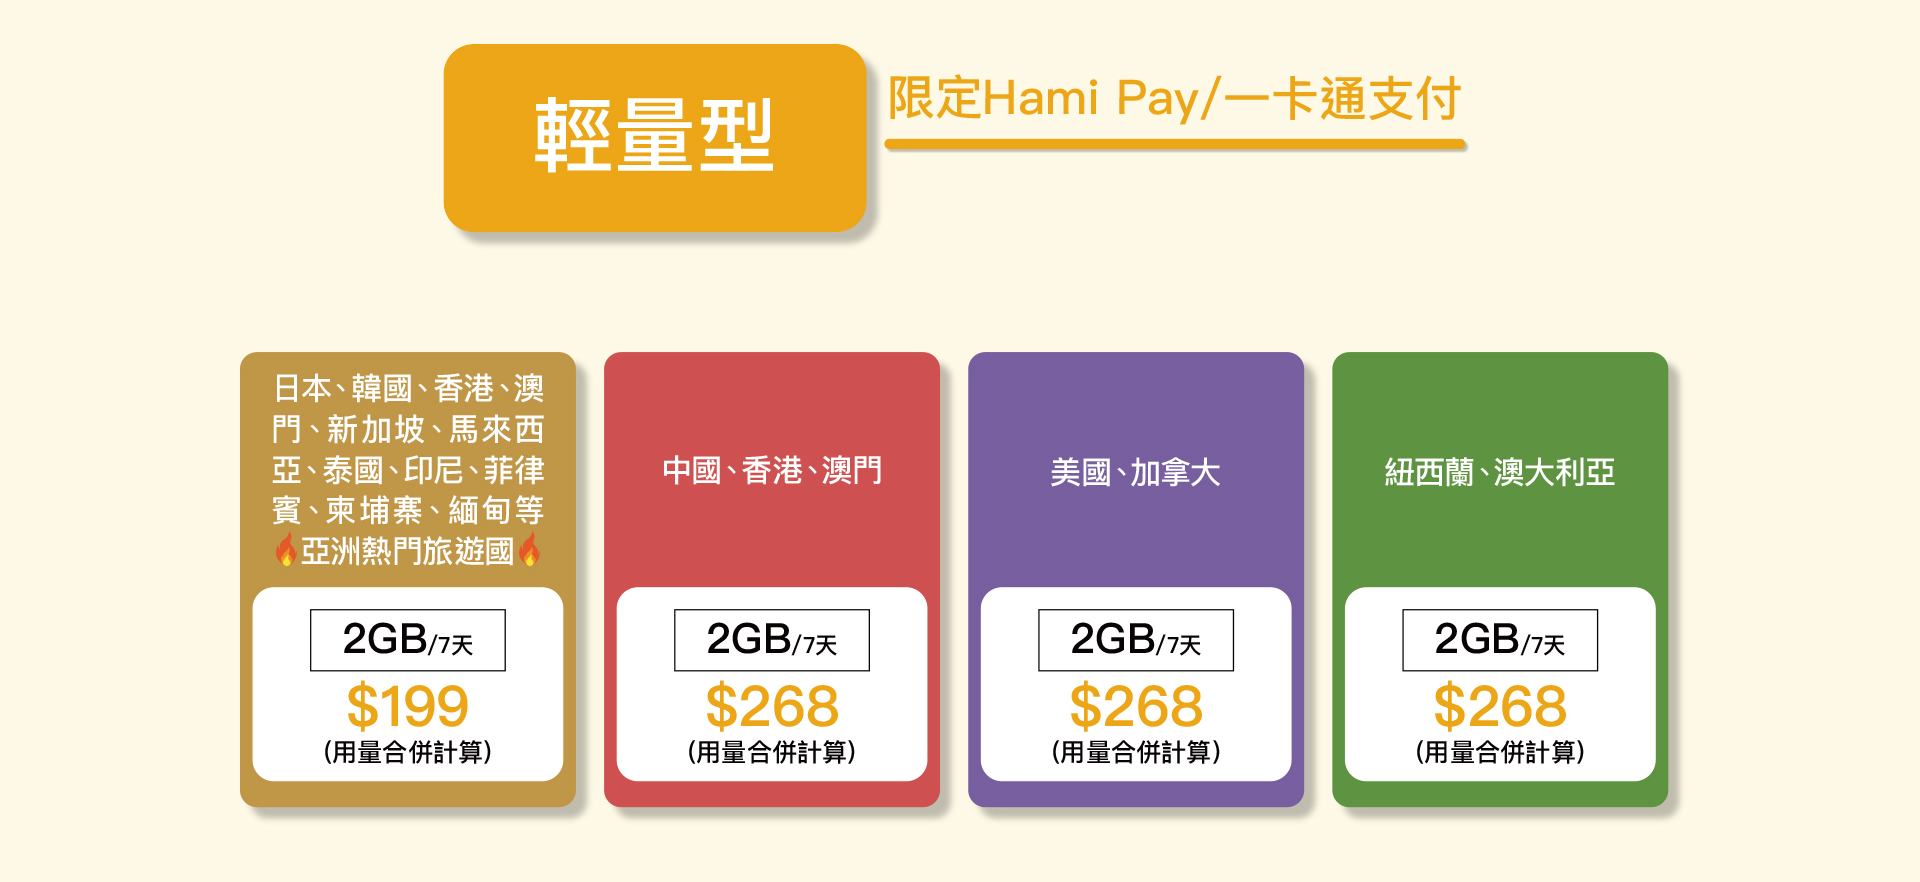 輕量型
限定Hami Pay/一卡通支付
日本、韓國、香港、澳
門、新加坡、馬來西
亞、泰國、印尼、菲律
賓、柬埔寨、緬甸等
🔥亞洲熱門旅遊國🔥
2GB/7天
$199
(用量合併計算)
中國、香港、澳門
2GB/7天
$268
(用量合併計算)
美國、加拿大
2GB/7天
$268
(用量合併計算)
紐西蘭、澳大利亞
2GB/7天
$268
(用量合併計算)